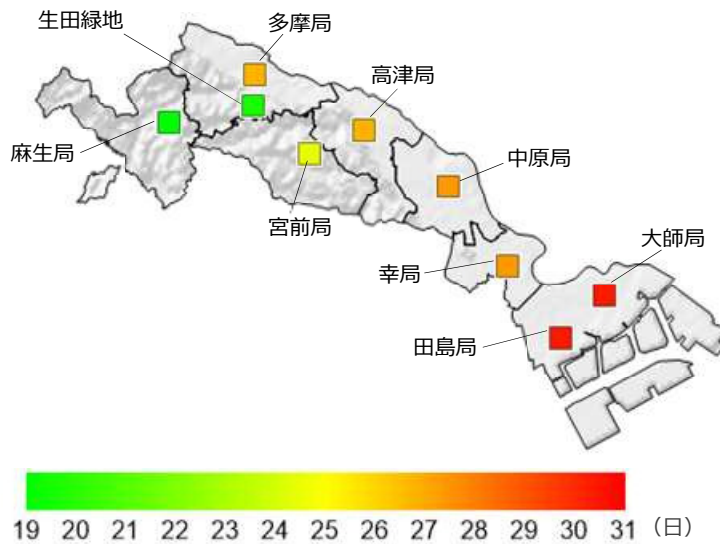 生田緑地
多摩局
高津局
麻生局
中原局
宮前局
大師局
幸局
田島局
19 20 21 22 23 24 25 26 27 28 29 30 31 (日)